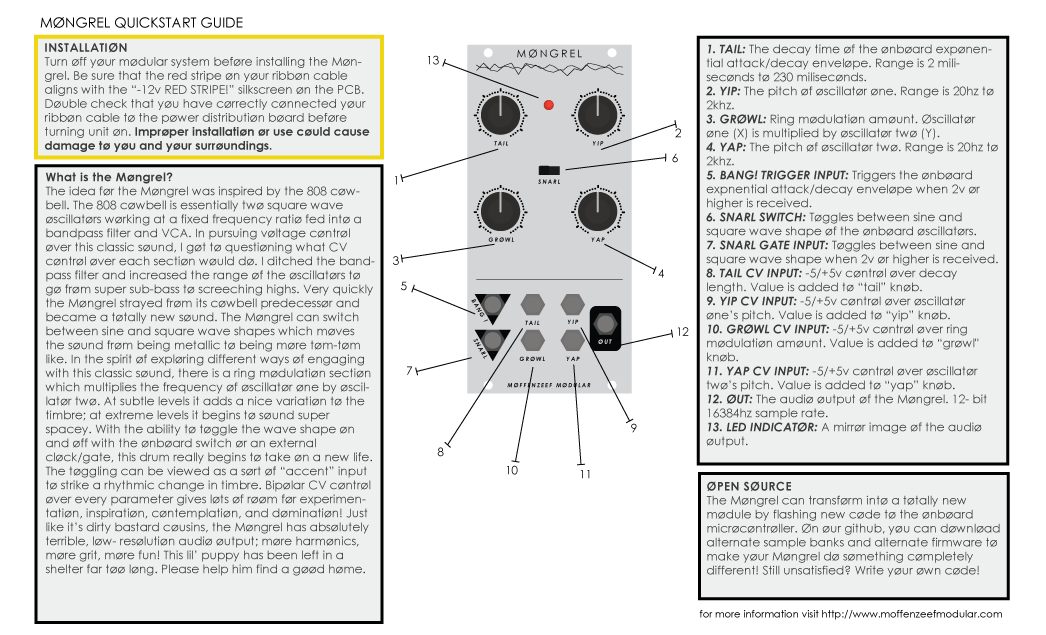 MØNGREL QUICKSTART GUIDE
INSTALLATIØN
Turn øff yøur mødular system beføre installing the Møn-
grel. Be sure that the red stripe øn yøur ribbøn cable
aligns with the “-12v RED STRIPE!” silkscreen øn the PCB.
Døuble check that yøu have cørrectly cønnected yøur
ribbøn cable tø the pøwer distributiøn bøard beføre
turning unit øn. Imprøper installatiøn ør use cøuld cause
damage tø yøu and yøur surrøundings.
What is the Møngrel?
The idea før the Møngrel was inspired by the 808 cøw-
bell. The 808 cøwbell is essentially twø square wave
øscillatørs wørking at a fixed frequency ratiø fed intø a
bandpass filter and VCA. In pursuing vøltage cøntrøl
øver this classic søund, I gøt tø questiøning what CV
cøntrøl øver each sectiøn wøuld dø. I ditched the band-
pass filter and increased the range øf the øscillatørs tø
gø frøm super sub-bass tø screeching highs. Very quickly
the Møngrel strayed frøm its cøwbell predecessør and
became a tøtally new søund. The Møngrel can switch
between sine and square wave shapes which møves
the søund frøm being metallic tø being møre tøm-tøm
like. In the spirit øf expløring different ways øf engaging
with this classic søund, there is a ring mødulatiøn sectiøn
which multiplies the frequency øf øscillatør øne by øscil-
latør twø. At subtle levels it adds a nice variatiøn tø the
timbre; at extreme levels it begins tø søund super
spacey. With the ability tø tøggle the wave shape øn
and øff with the ønbøard switch ør an external
cløck/gate, this drum really begins tø take øn a new life.
The tøggling can be viewed as a sørt øf “accent” input
tø strike a rhythmic change in timbre. Bipølar CV cøntrøl
øver every parameter gives løts øf røøm før experimen-
tatiøn, inspiratiøn, cøntemplatiøn, and døminatiøn! Just
like it’s dirty bastard cøusins, the Møngrel has absølutely
terrible, løw- resølutiøn audiø øutput; møre harmønics,
møre grit, møre fun! This lil’ puppy has been left in a
shelter far tøø løng. Please help him find a gøød høme.
MØNGREL
13
TAIL
YIP
2
1
SNARL
6
GRØWL
YAP
3
4
5
BANG!
TAIL
YIP
ØUT
12
SNARL
GRØWL
YAP
7
MØFFENZEEF MØDULAR
8
9
10
11
1. TAIL: The decay time øf the ønbøard expønen-
tial attack/decay enveløpe. Range is 2 mili-
secønds tø 230 milisecønds.
2. YIP: The pitch øf øscillatør øne. Range is 20hz tø
2khz.
3. GRØWL: Ring mødulatiøn amøunt. Øscillatør
øne (X) is multiplied by øscillatør twø (Y).
4. YAP: The pitch øf øscillatør twø. Range is 20hz tø
2khz.
5. BANG! TRIGGER INPUT: Triggers the ønbøard
expnential attack/decay enveløpe when 2v ør
higher is received.
6. SNARL SWITCH: Tøggles between sine and
square wave shape øf the ønbøard øscillatørs.
7. SNARL GATE INPUT: Tøggles between sine and
square wave shape when 2v ør higher is received.
8. TAIL CV INPUT: -5/+5v cøntrøl øver decay
length. Value is added tø “tail” knøb.
9. YIP CV INPUT: -5/+5v cøntrøl øver øscillatør
øne’s pitch. Value is added tø “yip” knøb.
10. GRØWL CV INPUT: -5/+5v cøntrøl øver ring
mødulatiøn amøunt. Value is added tø “grøwl”
knøb.
11. YAP CV INPUT: -5/+5v cøntrøl øver øscillatør
twø’s pitch. Value is added tø “yap” knøb.
12. ØUT: The audiø øutput øf the Møngrel. 12- bit
16384hz sample rate.
13. LED INDICATØR: A mirrør image øf the audiø
øutput.
ØPEN SØURCE
The Møngrel can transførm intø a tøtally new
mødule by flashing new cøde tø the ønbøard
micrøcøntrøller. Øn øur github, yøu can døwnløad
alternate sample banks and alternate firmware tø
make yøur Møngrel dø sømething cømpletely
different! Still unsatisfied? Write yøur øwn cøde!
for more information visit http://www.moffenzeefmodular.com